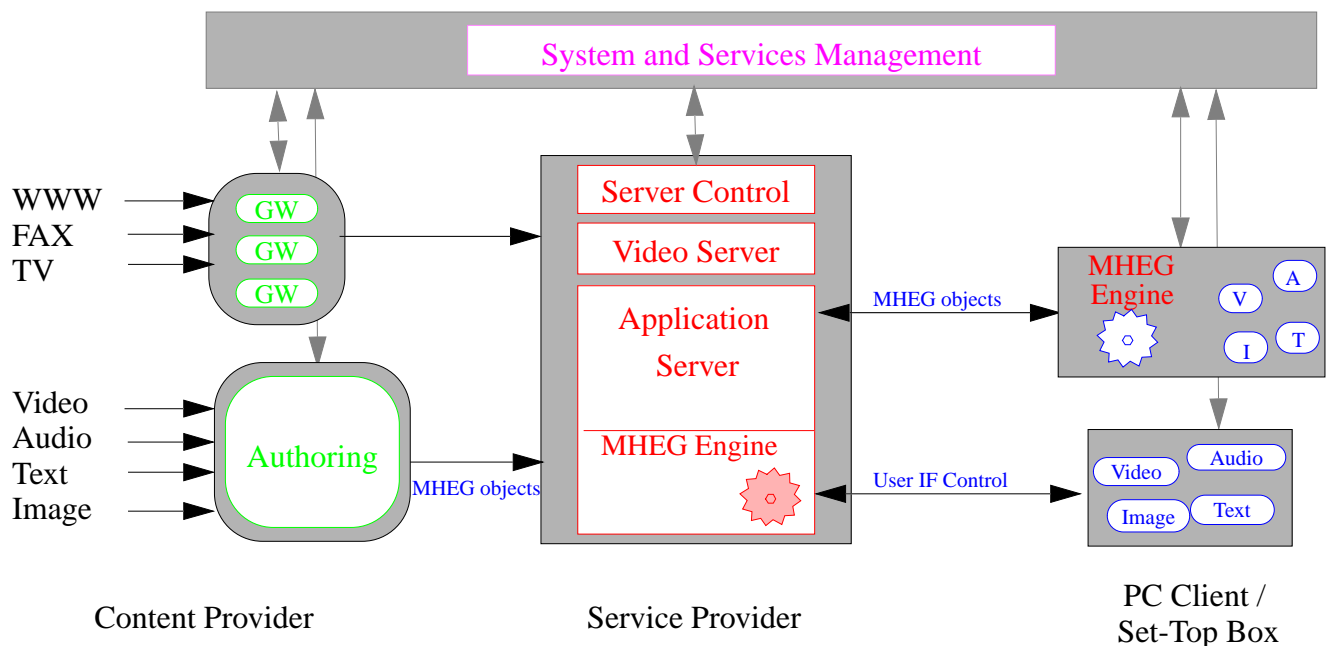 System and Services Management
WWW
FAX
TV
GW
GW
GW
Server Control
Video Server
Application
Server
MHEG Engine
MHEG objects
MHEG
Engine
V
A
I
T
Video
Audio
Text
Image
Authoring
MHEG objects
User IF Control
Video
Audio
Image
Text
Content Provider
Service Provider
PC Client /
Set-Top Box